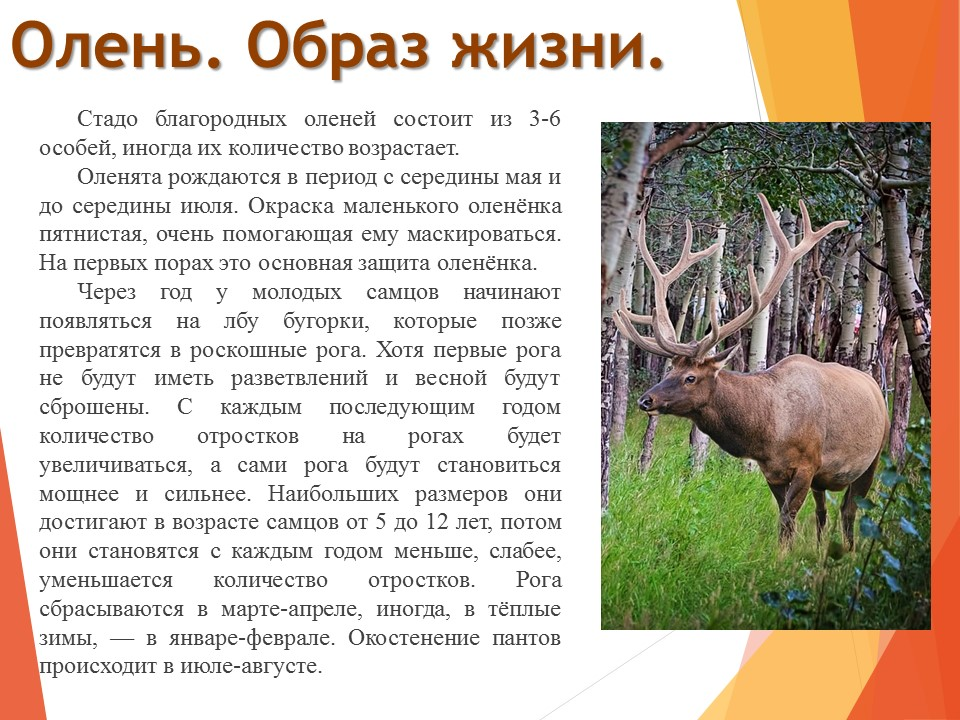 Олень. Образ жизни.
Стадо благородных оленей состоит из 3-6
особей, иногда их количество возрастает.
Оленята рождаются в период с середины мая и
до середины июля. Окраска маленького оленёнка
пятнистая, очень помогающая ему маскироваться.
На первых порах это основная защита оленёнка.
Через год у молодых самцов начинают
появляться на лбу бугорки, которые позже
превратятся в роскошные рога. Хотя первые рога
не будут иметь разветвлений и весной будут
сброшены. С каждым последующим годом
количество отростков на рогах будет
увеличиваться, а сами рога будут становиться
мощнее и сильнее. Наибольших размеров они
достигают в возрасте самцов от 5 до 12 лет, потом
они становятся с каждым годом меньше, слабее,
уменьшается количество отростков. Рога
сбрасываются в марте-апреле, иногда, в тёплые
зимы, — в январе-феврале. Окостенение пантов
происходит в июле-августе.